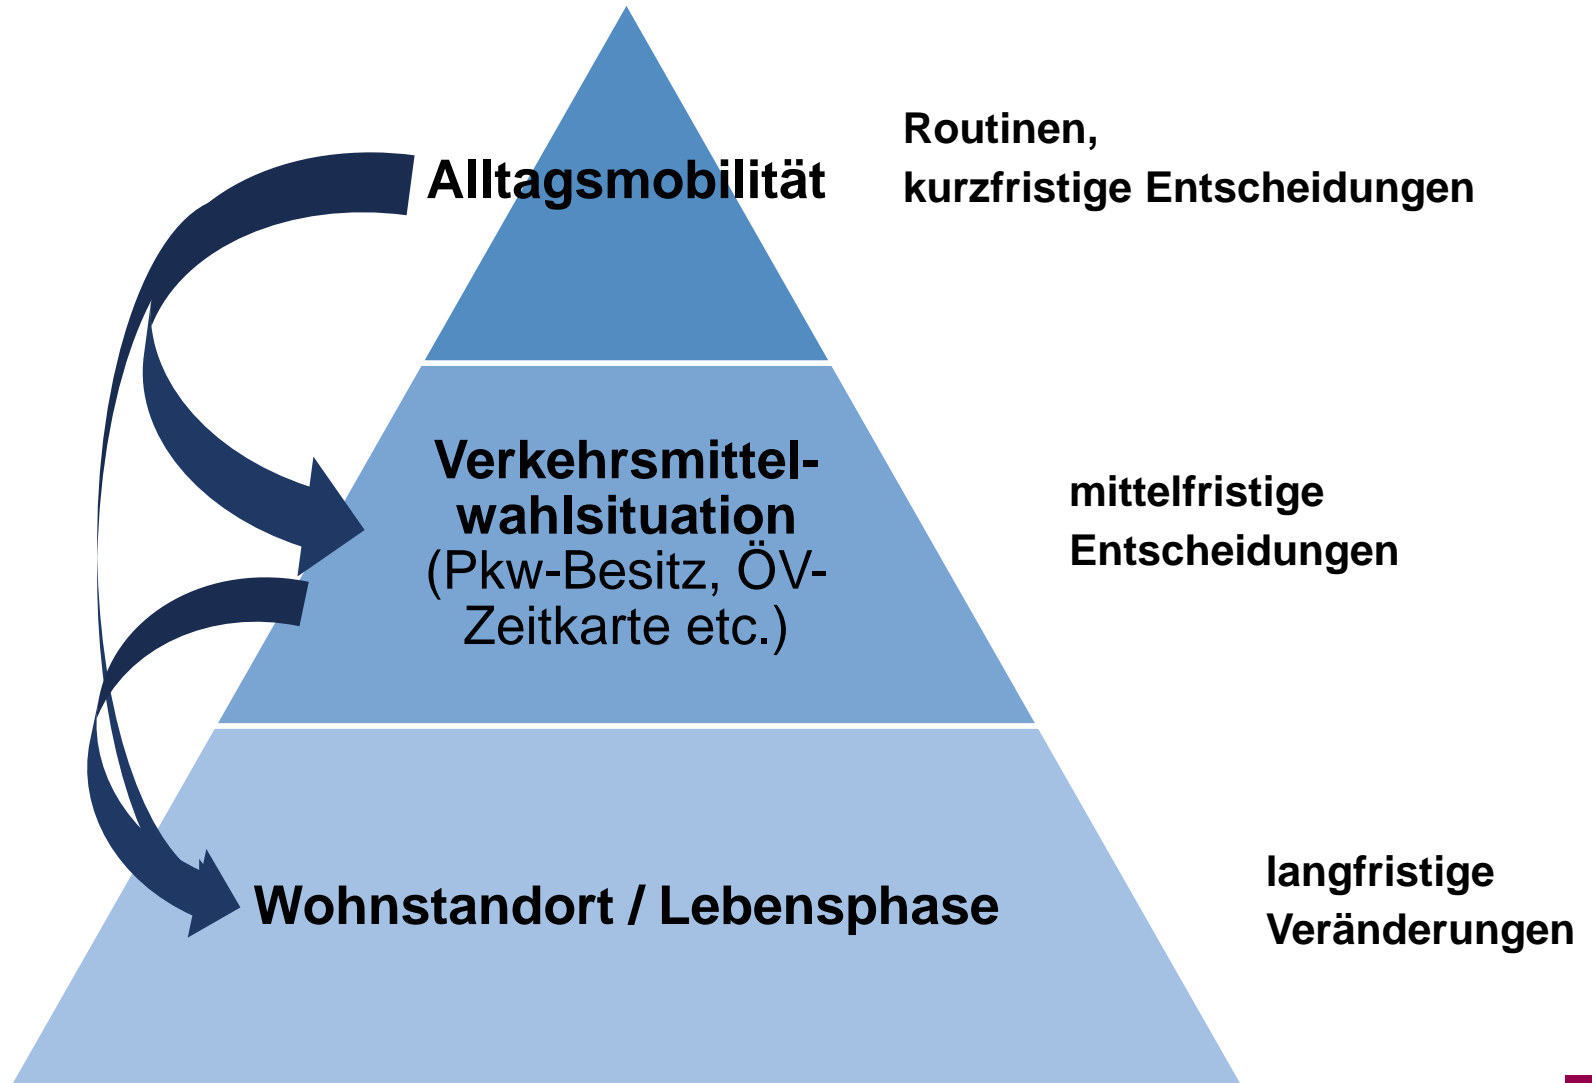 Alltagsmobilität
Routinen,
kurzfristige Entscheidungen
Verkehrsmittel-
wahlsituation
(Pkw-Besitz, ÖV-
Zeitkarte etc.)
mittelfristige
Entscheidungen
Wohnstandort / Lebensphase
langfristige
Veränderungen